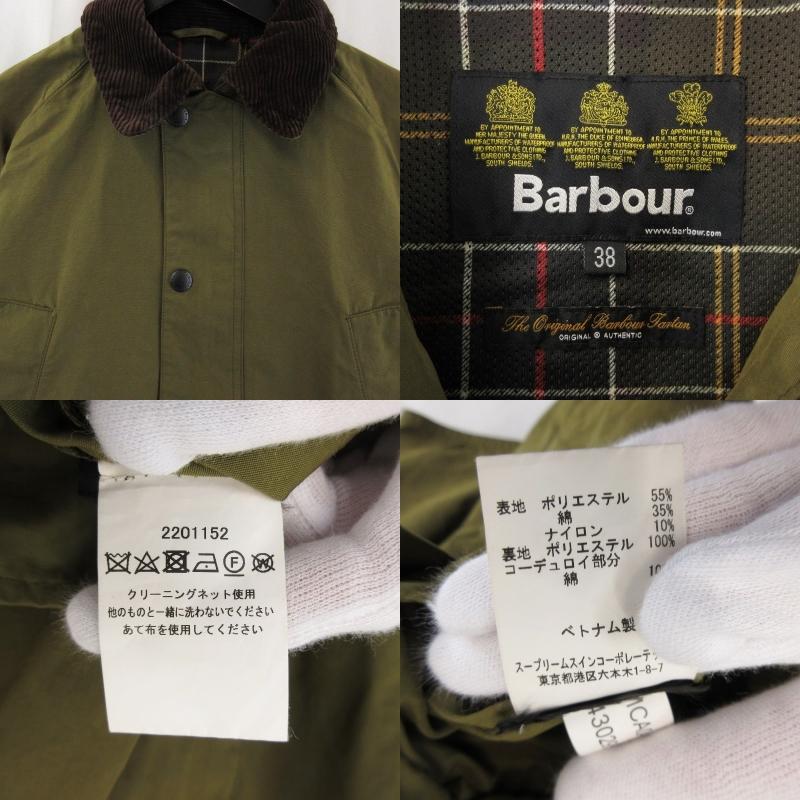 BY APPOINTMENT TO
HER MAJESTY THE QUEEN
MANUFACTURERS OF WATERPROOF
AND PROTECTIVE CLOTHING
J. BARBOUR & SONS LTD,
SOUTH SHIELDS.
BY APPOINTMENT TO
H.R.H. THE DUKE OF EDINBURGH
MANUFACTURERS OF WATERPROOF
AND PROTECTIVE CLOTHING
J. BARBOUR & SONS LTD,
SOUTH SHIELDS.
BY APPOINTMENT TO
H.R.H. THE PRINCE OF WALES
MANUFACTURERS OF WATERPROOF
AND PROTECTIVE CLOTHING
J. BARBOUR & SONS LTD,
SOUTH SHIELDS.
Barbour®
www.barbour.com
38
The Original Barbour Tartan
ORIGINAL ® AUTHENTIC
2201152
クリーニングネット使用
他のものと一緒に洗わないでください
あて布を使用してください
表地 ポリエステル 55%
綿 35%
ナイロン 10%
裏地 ポリエステル 100%
コーデュロイ部分
綿 10
ベトナム製
スープリームスインコーポレーテッ
東京都港区六本木1-8-7
MCA
4302